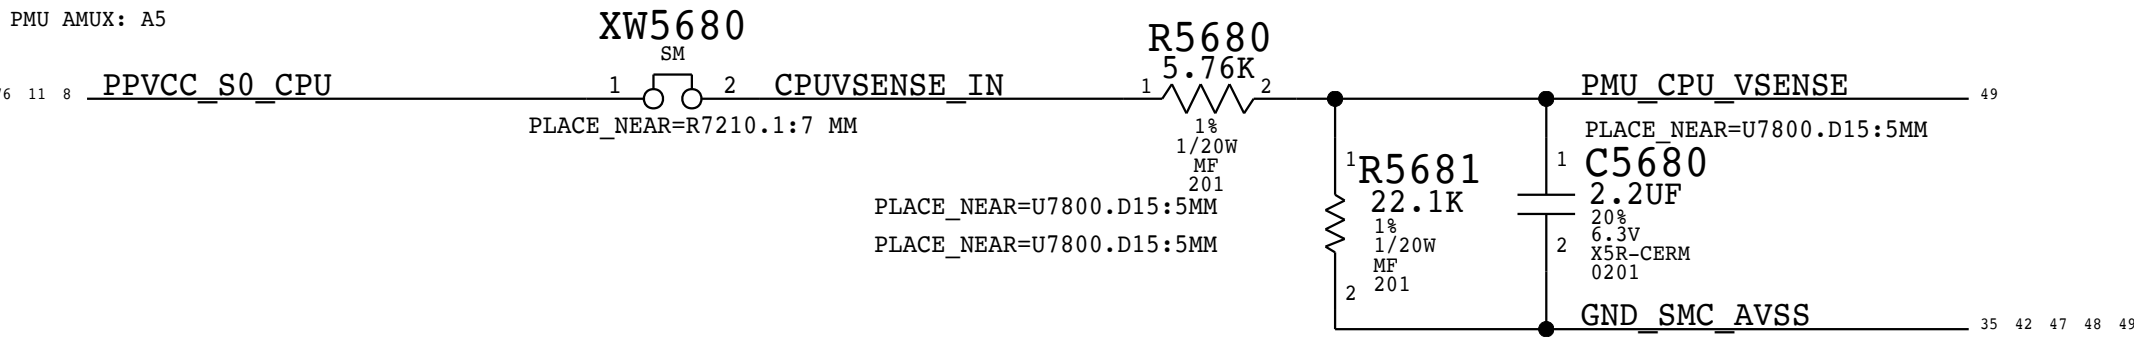 PMU AMUX: A5
XW5680
SM
R5680
5.76K
6 11 8 PPVCC_S0_CPU
1 2
CPUVSENSE_IN
1 2
PMU_CPU_VSENSE
49
PLACE_NEAR=R7210.1:7 MM
1%
1/20W
MF
201
PLACE_NEAR=U7800.D15:5MM
1
R5681
22.1K
1%
1/20W
MF
201
2
1
C5680
2.2UF
20%
6.3V
X5R-CERM
0201
2
PLACE_NEAR=U7800.D15:5MM
PLACE_NEAR=U7800.D15:5MM
GND_SMC_AVSS
35 42 47 48 49